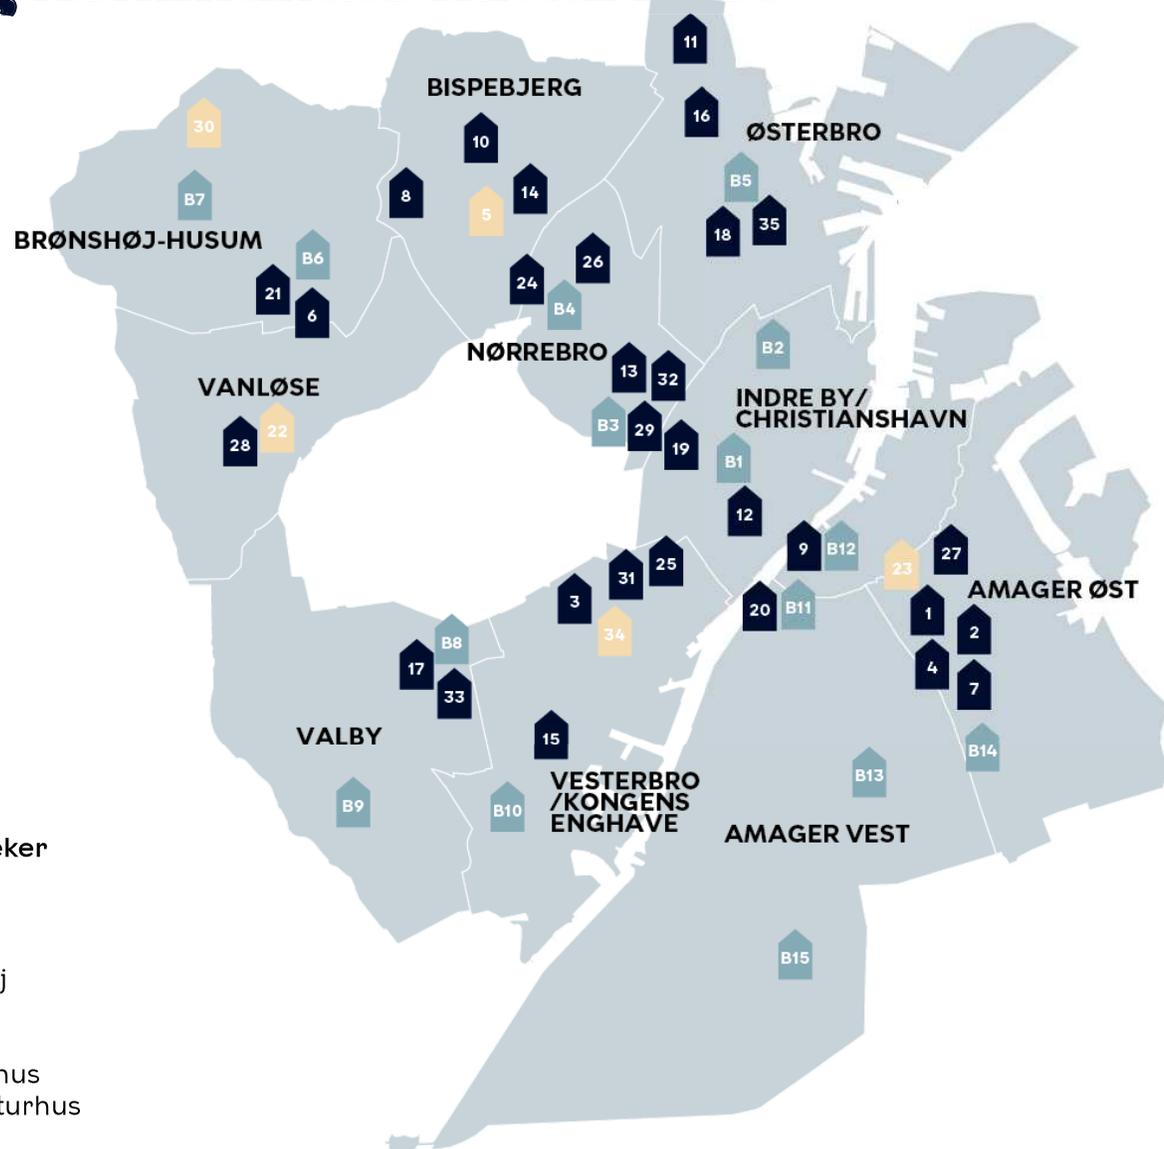 11
BISPEBJERG
16
30
ØSTERBRO
10
B5
8
14
B7
5
35
18
BRØNSHØJ-HUSUM
B6
26
24
21
B4
6
B2
NØRREBRO
13
32
VANLØSE
INDRE BY/
CHRISTIANSHAVN
B3
29
22
28
19
B1
12
9
B12
27
25
23
31
AMAGER ØST
3
20
B11
1
34
2
B8
17
4
33
7
VALBY
15
B14
B13
VESTERBRO
/KONGENS
ENGHAVE
B9
B10
AMAGER VEST
eker
B15
j
hus
turhus